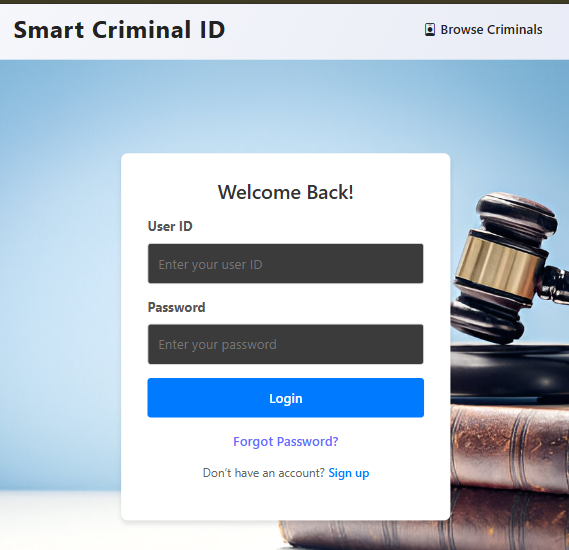 Smart Criminal ID
Browse Criminals
Welcome Back!
User ID
Enter your user ID
Password
Enter your password
Login
Forgot Password?
Don't have an account? Sign up